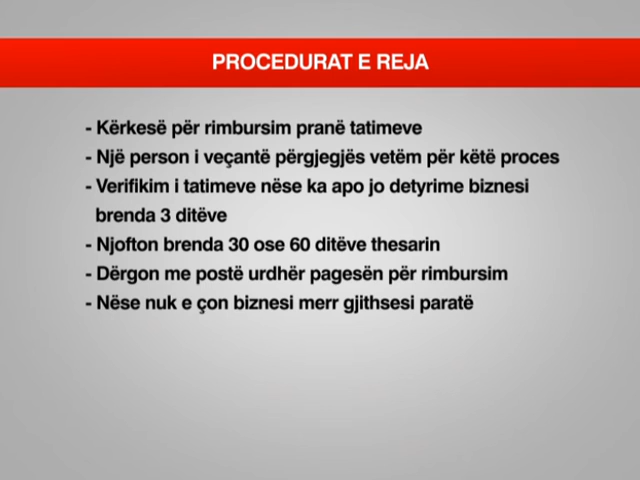 PROCEDURAT E REJA
- Kërkesë për rimbursim pranë tatimeve
- Një person i veçantë përgjegjës vetëm për këtë proces
- Verifikim i tatimeve nëse ka apo jo detyrime biznesi
brenda 3 ditëve
- Njofton brenda 30 ose 60 ditëve thesarin
- Dërgon me postë urdhër pagesën për rimbursim
- Nëse nuk e çon biznesi merr gjithsesi paratë